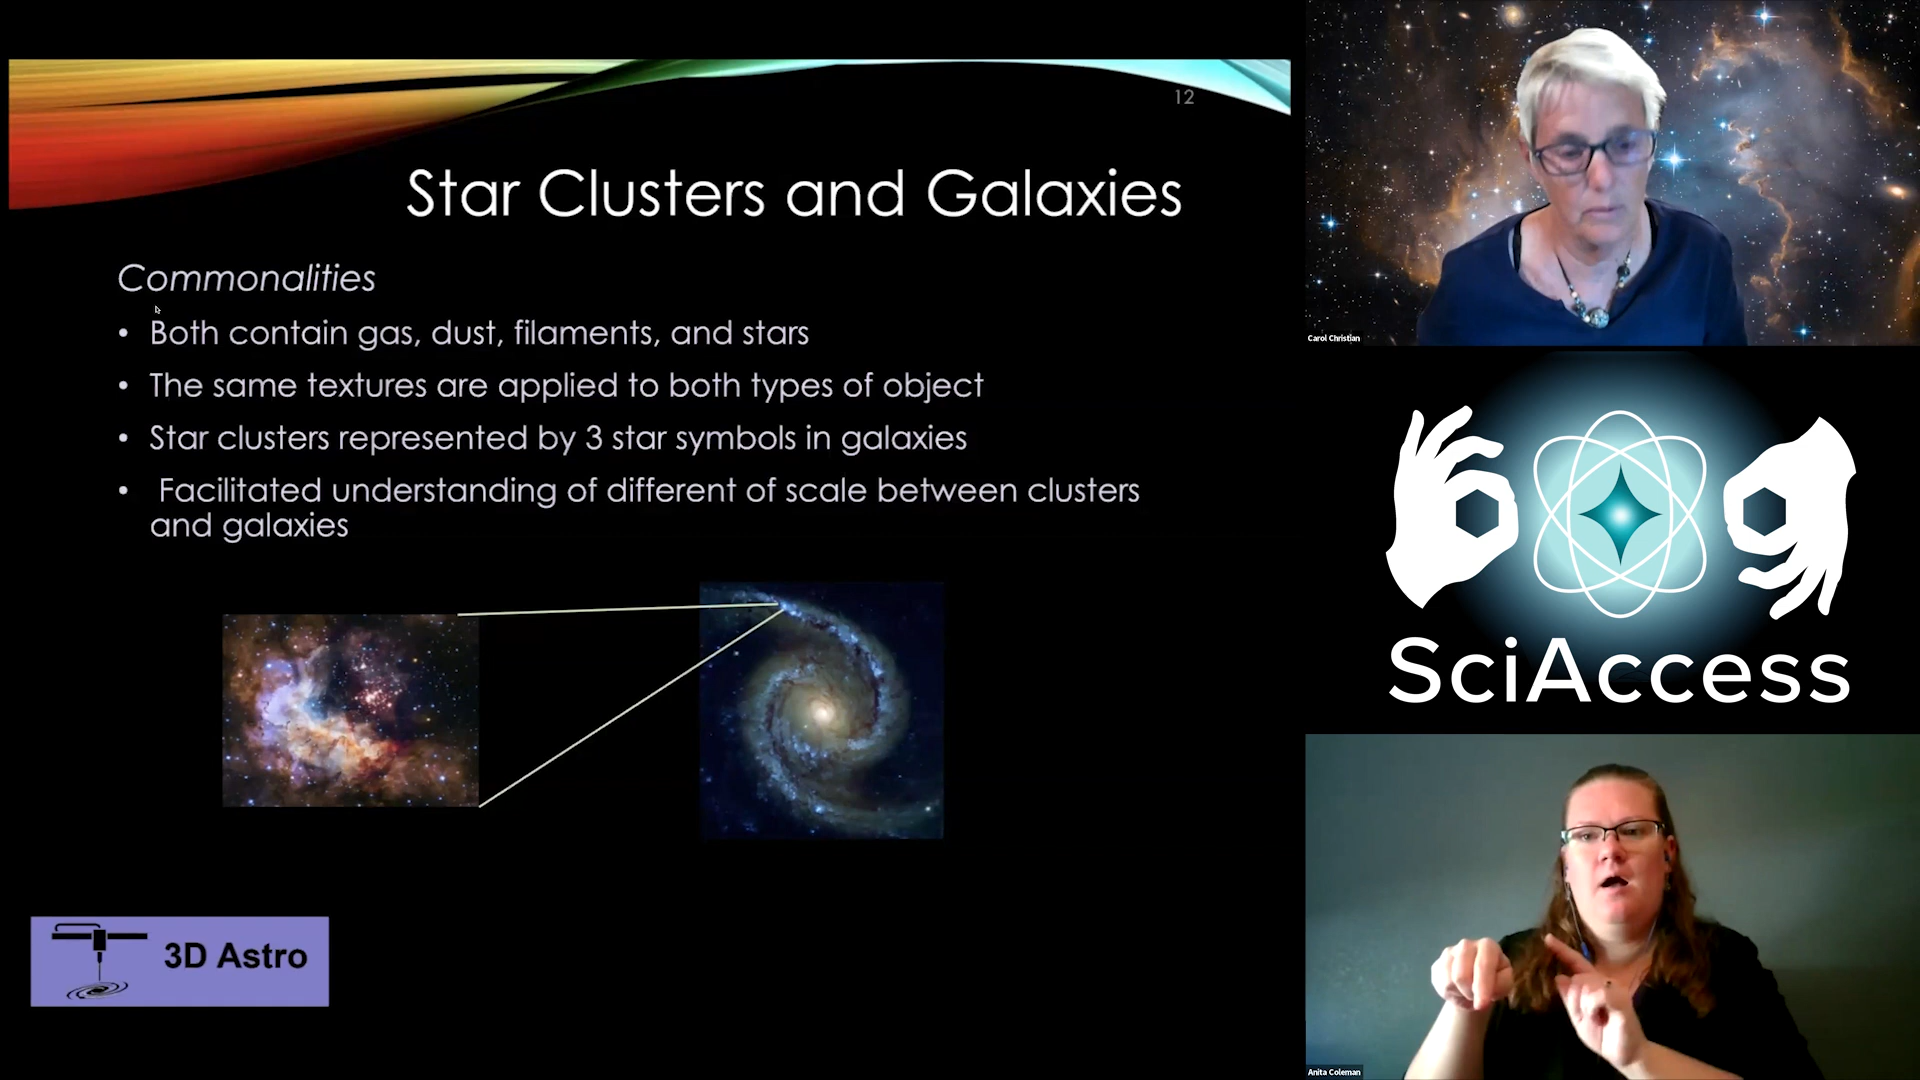 12
Star Clusters and Galaxies
Commonalities
• Both contain gas, dust, filaments, and stars
• The same textures are applied to both types of object
• Star clusters represented by 3 star symbols in galaxies
• Facilitated understanding of different of scale between clusters
and galaxies
3D Astro
Carol Christian
SciAccess
Anita Coleman